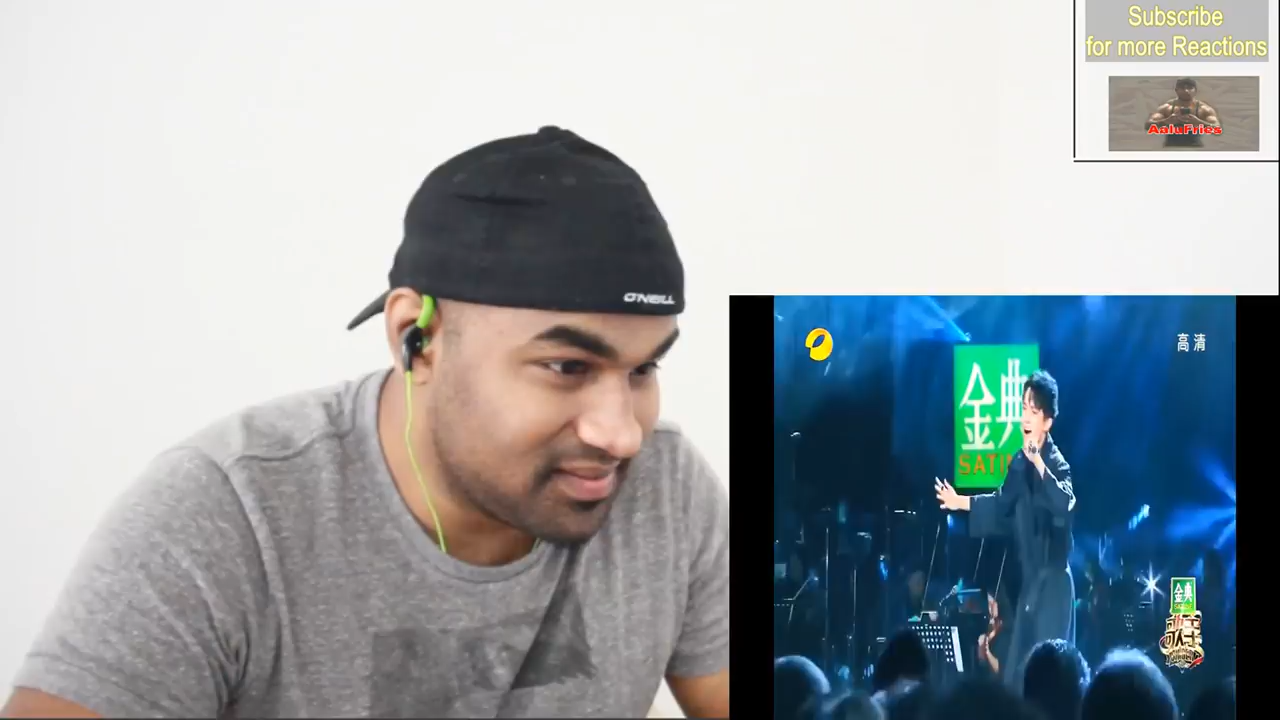 Subscribe
for more Reactions
AaluFries
O'NEILL
高清
金典
SATI
金典